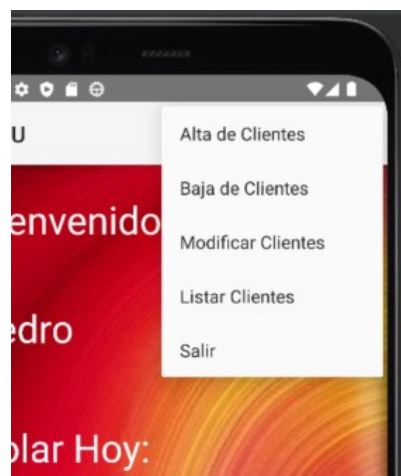 U
Alta de Clientes
Baja de Clientes
envenido
Modificar Clientes
Listar Clientes
edro
Salir
olar Hoy: